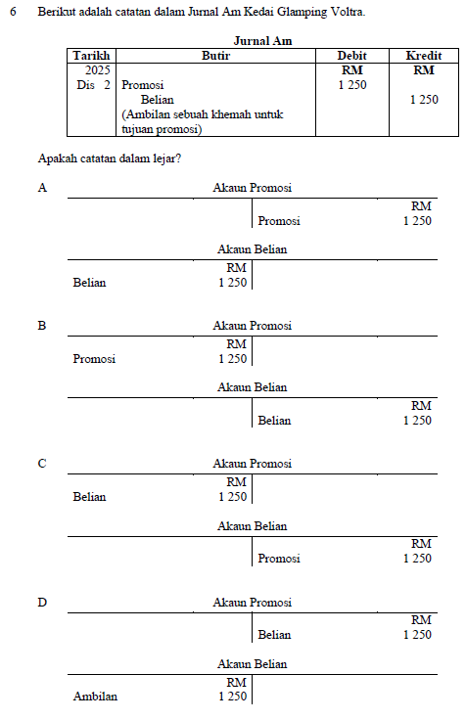 6 Berikut adalah catatan dalam Jurnal Am Kedai Glamping Voltra.
Jurnal Am
Tarikh Butir Debit Kredit
2025 RM RM
Dis 2 Promosi 1 250
Belian 1 250
(Ambilan sebuah khemah untuk
tujuan promosi)
Apakah catatan dalam lejar?
A Akaun Promosi
RM
Promosi 1 250
Akaun Belian
RM
Belian 1 250
B Akaun Promosi
RM
Promosi 1 250
Akaun Belian
RM
Belian 1 250
C Akaun Promosi
RM
Belian 1 250
Akaun Belian
RM
Promosi 1 250
D Akaun Promosi
RM
Belian 1 250
Akaun Belian
RM
Ambilan 1 250